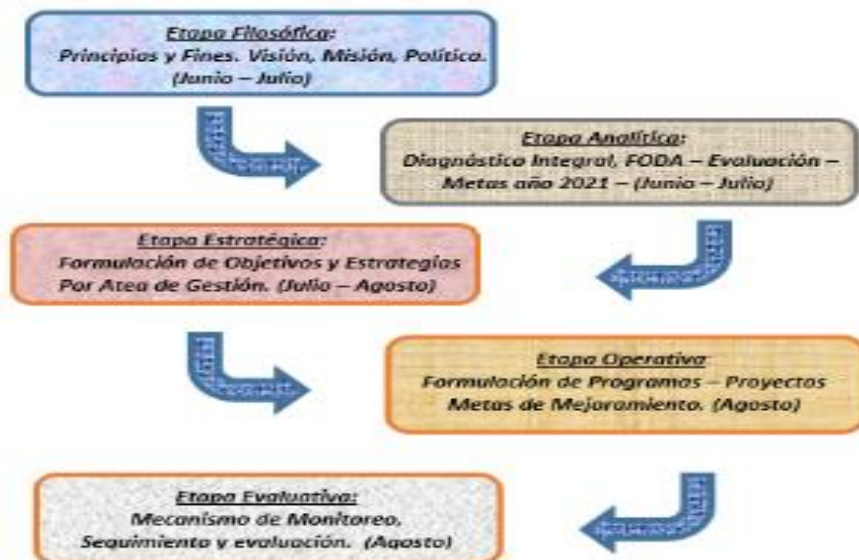 Etapa Filosófica:
Principios y Fines. Visión, Misión, Política.
(Junio – Julio)
Etapa Analítica:
Diagnóstico Integral, FODA – Evaluación –
Metas año 2021 – (Junio – Julio)
Etapa Estratégica:
Formulación de Objetivos y Estrategias
Por Atea de Gestión. (Julio – Agosto)
Etapa Operativa
Formulación de Programas – Proyectos
Metas de Mejoramiento. (Agosto)
Etapa Evaluativa:
Mecanismo de Monitoreo,
Seguimiento y evaluación. (Agosto)